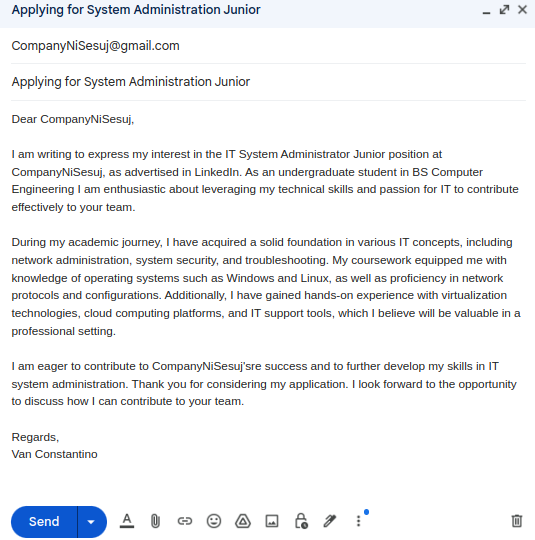 Applying for System Administration Junior
CompanyNiSesuj@gmail.com
Applying for System Administration Junior
Dear CompanyNiSesuj,
I am writing to express my interest in the IT System Administrator Junior position at
CompanyNiSesuj, as advertised in LinkedIn. As an undergraduate student in BS Computer
Engineering I am enthusiastic about leveraging my technical skills and passion for IT to contribute
effectively to your team.
During my academic journey, I have acquired a solid foundation in various IT concepts, including
network administration, system security, and troubleshooting. My coursework equipped me with
knowledge of operating systems such as Windows and Linux, as well as proficiency in network
protocols and configurations. Additionally, I have gained hands-on experience with virtualization
technologies, cloud computing platforms, and IT support tools, which I believe will be valuable in a
professional setting.
I am eager to contribute to CompanyNiSesuj'sre success and to further develop my skills in IT
system administration. Thank you for considering my application. I look forward to the opportunity
to discuss how I can contribute to your team.
Regards,
Van Constantino
Send